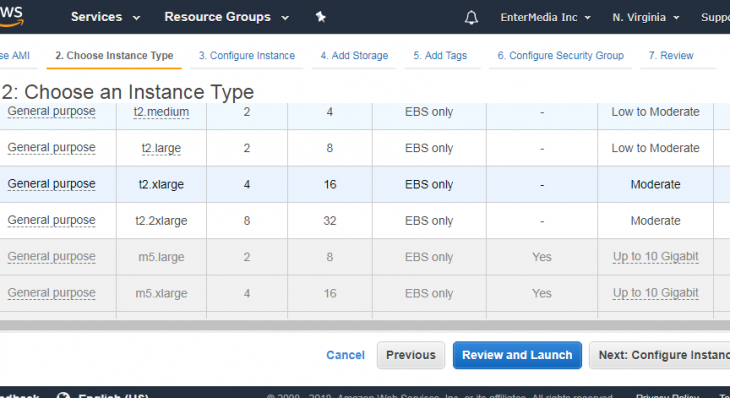 WS Services Resource Groups EnterMedia Inc N. Virginia Suppo
se AMI 2. Choose Instance Type 3. Configure Instance 4. Add Storage 5. Add Tags 6. Configure Security Group 7. Review
2: Choose an Instance Type
General purpose t2.medium 2 4 EBS only - Low to Moderate
General purpose t2.large 2 8 EBS only - Low to Moderate
General purpose t2.xlarge 4 16 EBS only - Moderate
General purpose t2.2xlarge 8 32 EBS only - Moderate
General purpose m5.large 2 8 EBS only Yes Up to 10 Gigabit
General purpose m5.xlarge 4 16 EBS only Yes Up to 10 Gigabit
Cancel Previous Review and Launch Next: Configure Instanc
edback English (US) © 2008 - 2018, Amazon Web Services, Inc. or its affiliates. All rights reserved. Privacy Policy Te